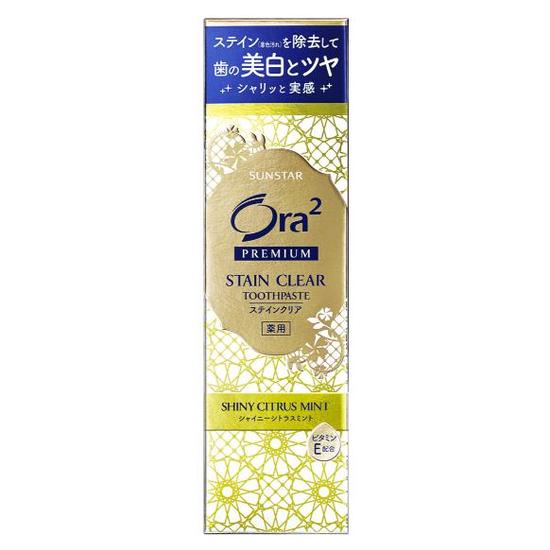 ステイン(着色汚れ)を除去して
歯の美白とツヤ
シャリッと実感
SUNSTAR
Ora²
PREMIUM
STAIN CLEAR
TOOTHPASTE
ステインクリア
薬用
SHINY CITRUS MINT
シャイニーシトラスミント
ビタミン
E配合